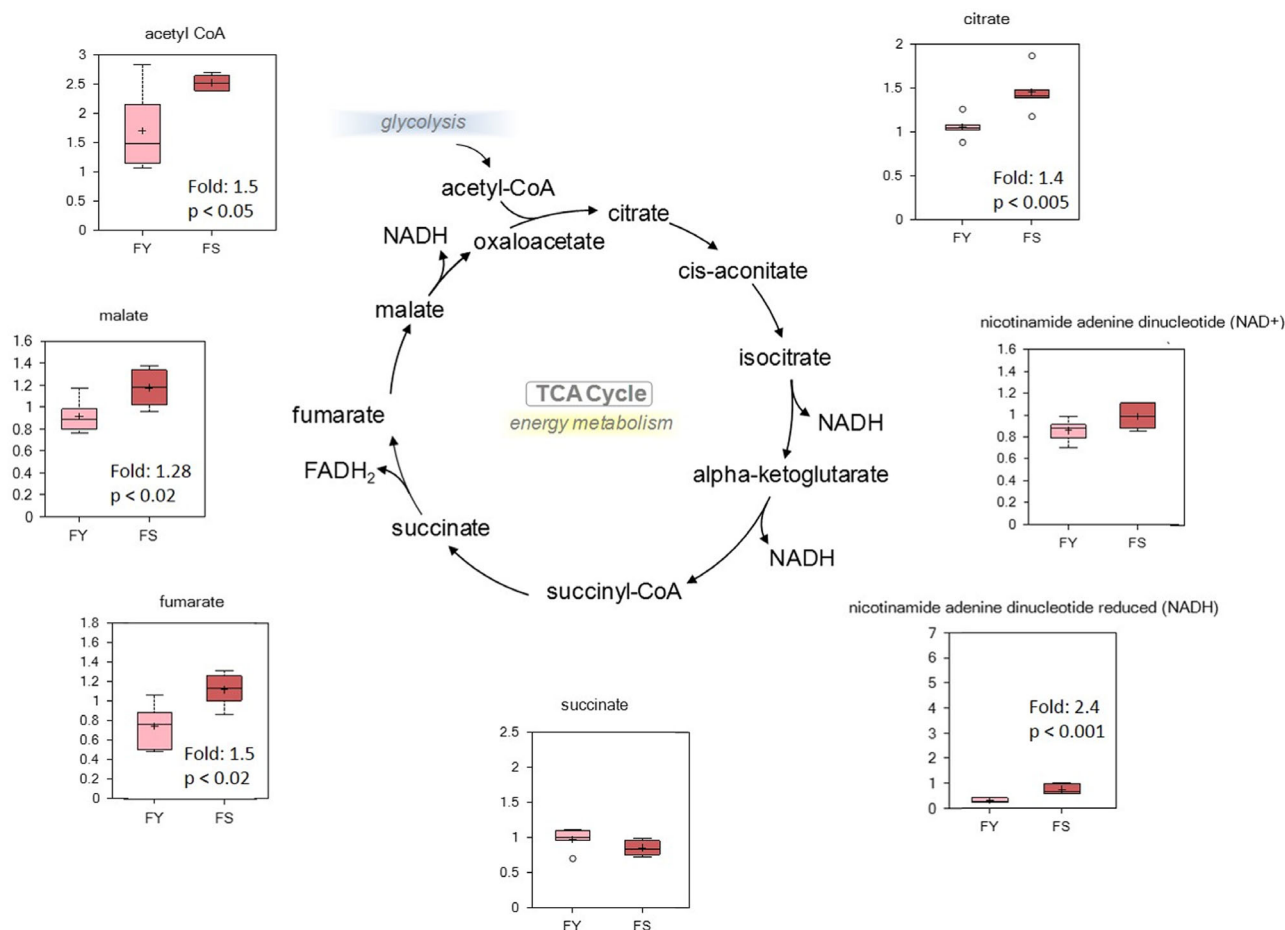 acetyl CoA
3
2.5
2
1.5
1
0.5
0
Fold: 1.5
p < 0.05
FY
FS
citrate
2
1.5
1
0.5
0
Fold: 1.4
p < 0.005
FY
FS
glycolysis
acetyl-CoA
citrate
NADH
oxaloacetate
cis-aconitate
malate
isocitrate
TCA Cycle
energy metabolism
fumarate
NADH
FADH₂
alpha-ketoglutarate
succinate
NADH
succinyl-CoA
malate
1.6
1.4
1.2
1
0.8
0.6
0.4
0.2
0
Fold: 1.28
p < 0.02
FY
FS
nicotinamide adenine dinucleotide (NAD+)
1.6
1.4
1.2
1
0.8
0.6
0.4
0.2
0
FY
FS
fumarate
1.8
1.6
1.4
1.2
1
0.8
0.6
0.4
0.2
0
Fold: 1.5
p < 0.02
FY
FS
nicotinamide adenine dinucleotide reduced (NADH)
7
6
5
4
3
2
1
0
Fold: 2.4
p < 0.001
FY
FS
succinate
2.5
2
1.5
1
0.5
0
FY
FS